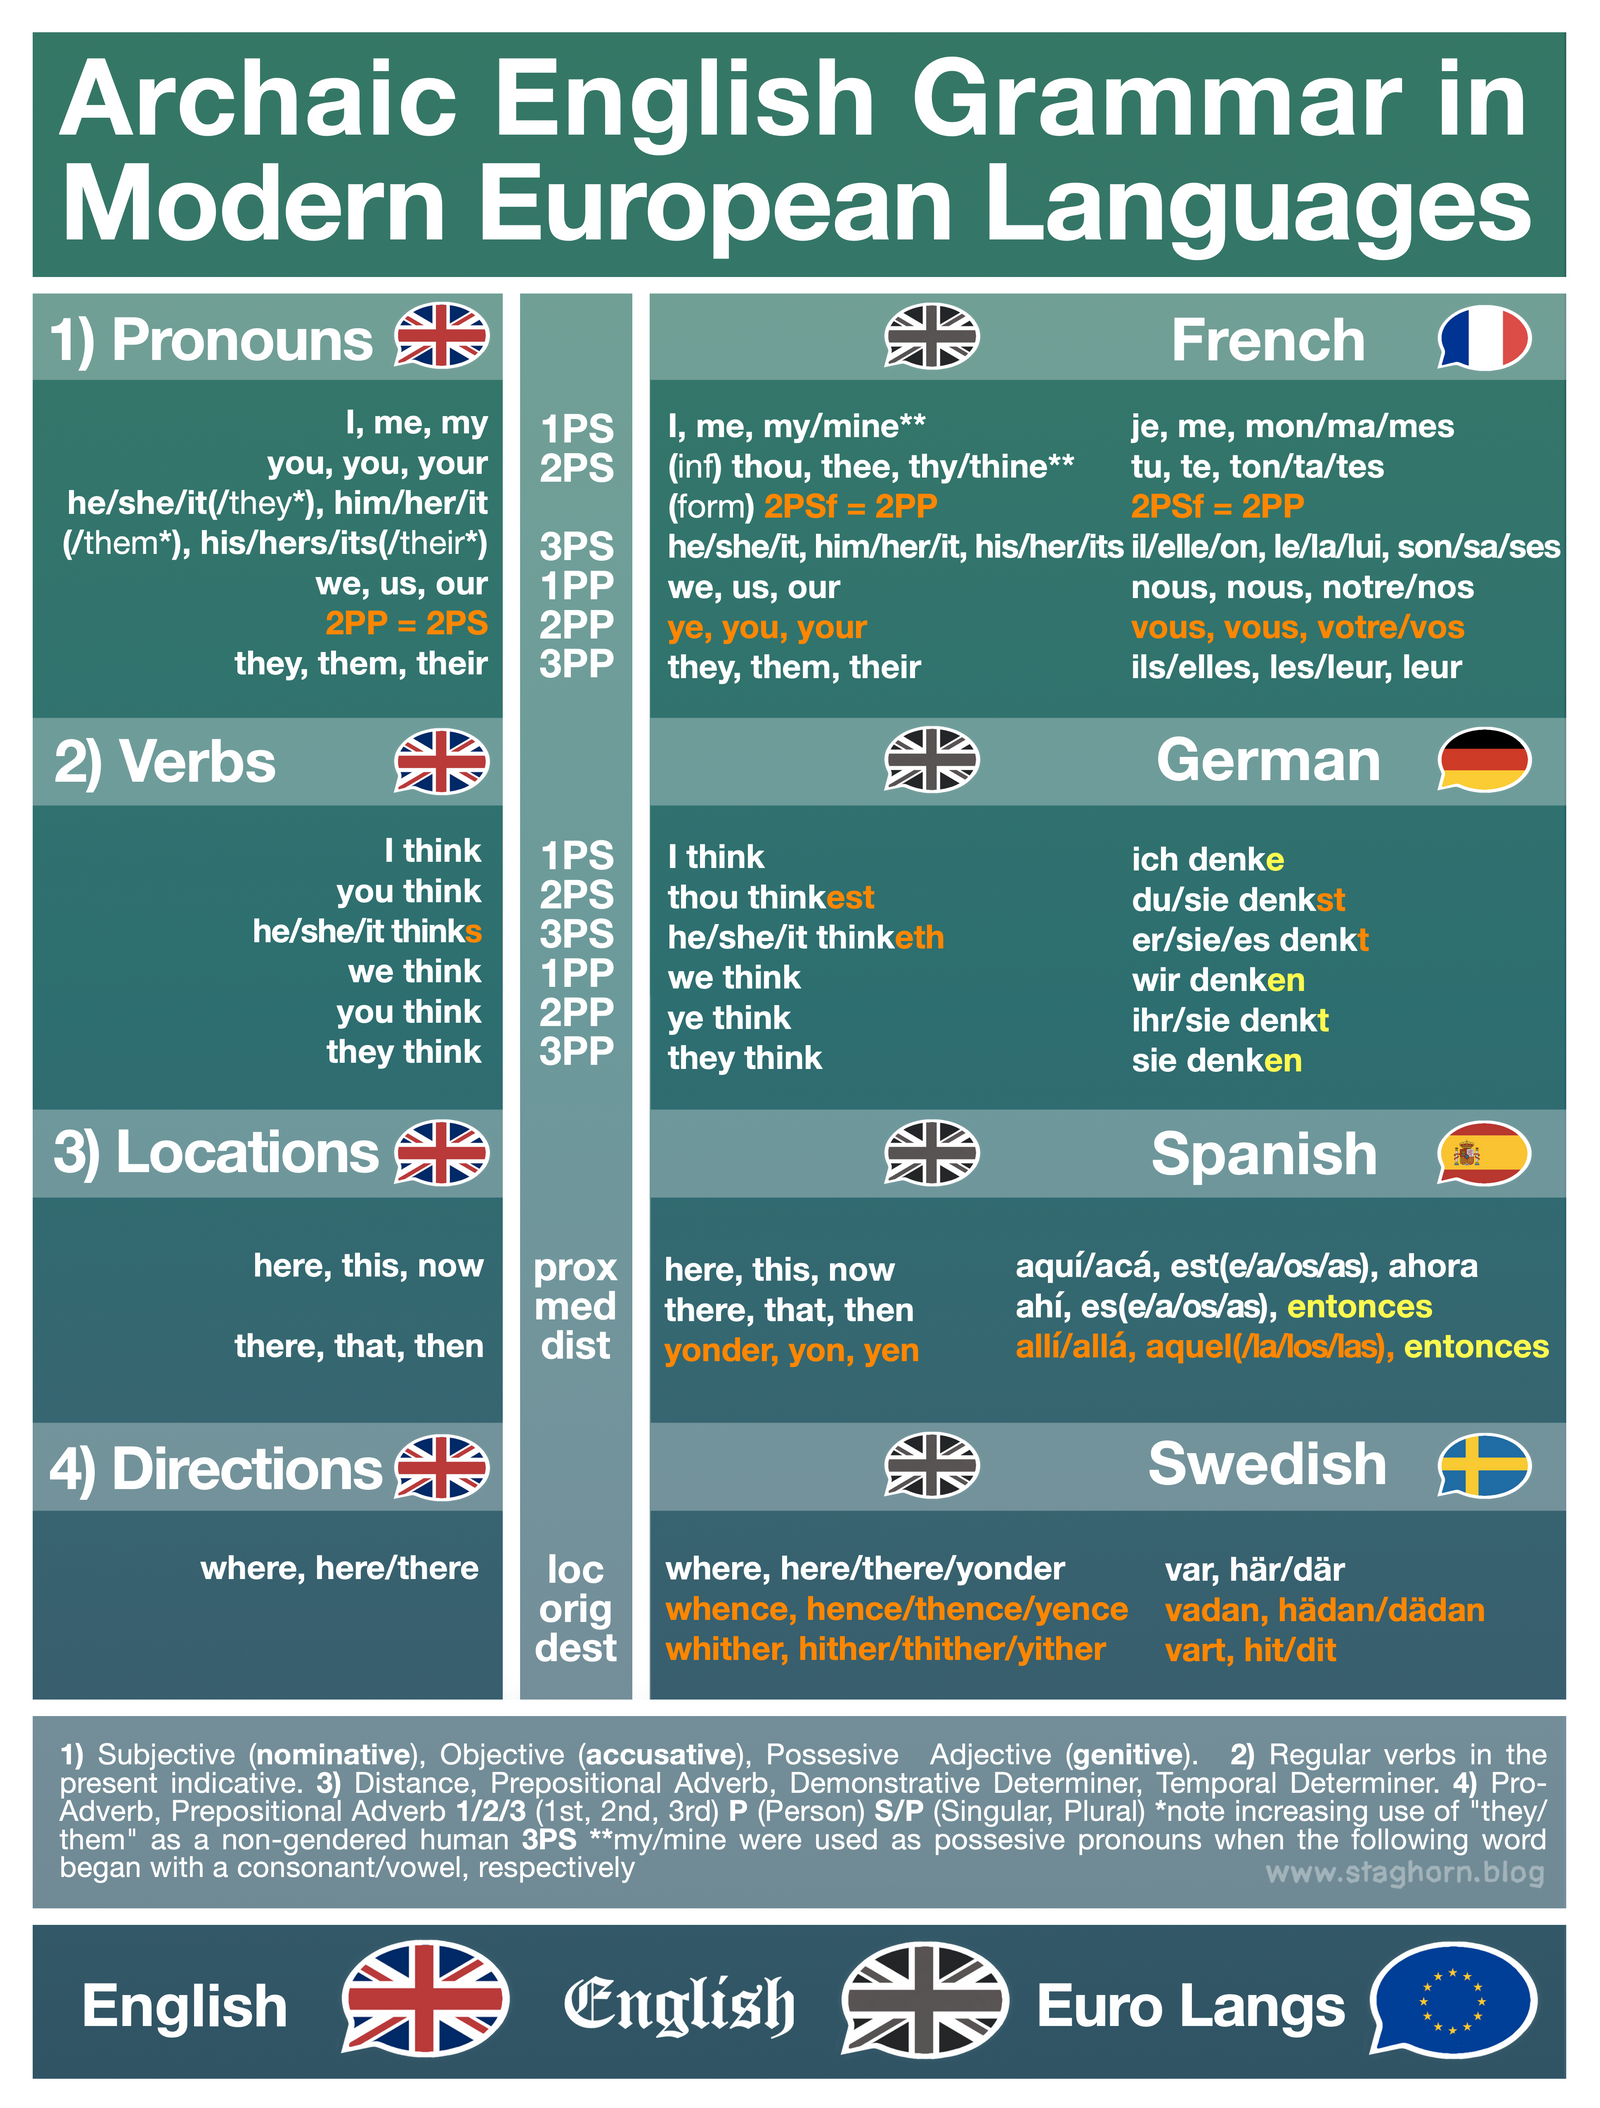 Archaic English Grammar in
Modern European Languages
1) Pronouns
French
I, me, my
1PS
I, me, my/mine**
je, me, mon/ma/mes
you, you, your
2PS
(inf) thou, thee, thy/thine**
tu, te, ton/ta/tes
he/she/it(/they*), him/her/it
(form) 2PSf = 2PP
2PSf = 2PP
(/them*), his/hers/its(/their*)
3PS
he/she/it, him/her/it, his/her/its
il/elle/on, le/la/lui, son/sa/ses
we, us, our
1PP
we, us, our
nous, nous, notre/nos
2PP = 2PS
2PP
ye, you, your
vous, vous, votre/vos
they, them, their
3PP
they, them, their
ils/elles, les/leur, leur
2) Verbs
German
I think
1PS
I think
ich denke
you think
2PS
thou thinkest
du/sie denkst
he/she/it thinks
3PS
he/she/it thinketh
er/sie/es denkt
we think
1PP
we think
wir denken
you think
2PP
ye think
ihr/sie denkt
they think
3PP
they think
sie denken
3) Locations
Spanish
here, this, now
prox
here, this, now
aquí/acá, est(e/a/os/as), ahora
med
there, that, then
ahí, es(e/a/os/as), entonces
there, that, then
dist
yonder, yon, yen
allí/allá, aquel(/la/los/las), entonces
4) Directions
Swedish
where, here/there
loc
where, here/there/yonder
var, här/där
orig
whence, hence/thence/yence
vadan, hädan/dädan
dest
whither, hither/thither/yither
vart, hit/dit
1) Subjective (nominative), Objective (accusative), Possesive Adjective (genitive). 2) Regular verbs in the
present indicative. 3) Distance, Prepositional Adverb, Demonstrative Determiner, Temporal Determiner. 4) Pro-
Adverb, Prepositional Adverb 1/2/3 (1st, 2nd, 3rd) P (Person) S/P (Singular, Plural) *note increasing use of "they/
them" as a non-gendered human 3PS **my/mine were used as possesive pronouns when the following word
began with a consonant/vowel, respectively
www.staghorn.blog
English
English
Euro Langs